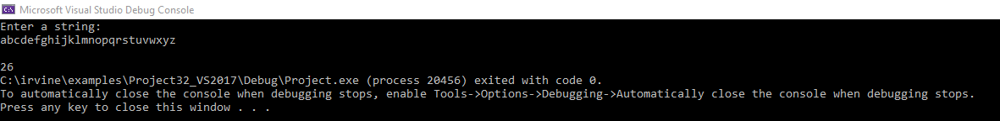 Microsoft Visual Studio Debug Console
Enter a string:
abcdefghijklmnopqrstuvwxyz
26
C:\irvine\examples\Project32_VS2017\Debug\Project.exe (process 20456) exited with code 0.
To automatically close the console when debugging stops, enable Tools->Options->Debugging->Automatically close the console when debugging stops.
Press any key to close this window . . .